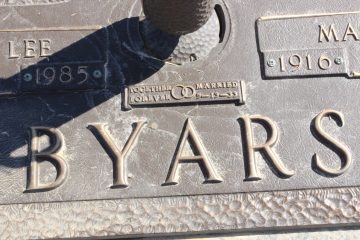 LEE MA
1985 1916
TOGETHER MARRIED
FOREVER
BYARS